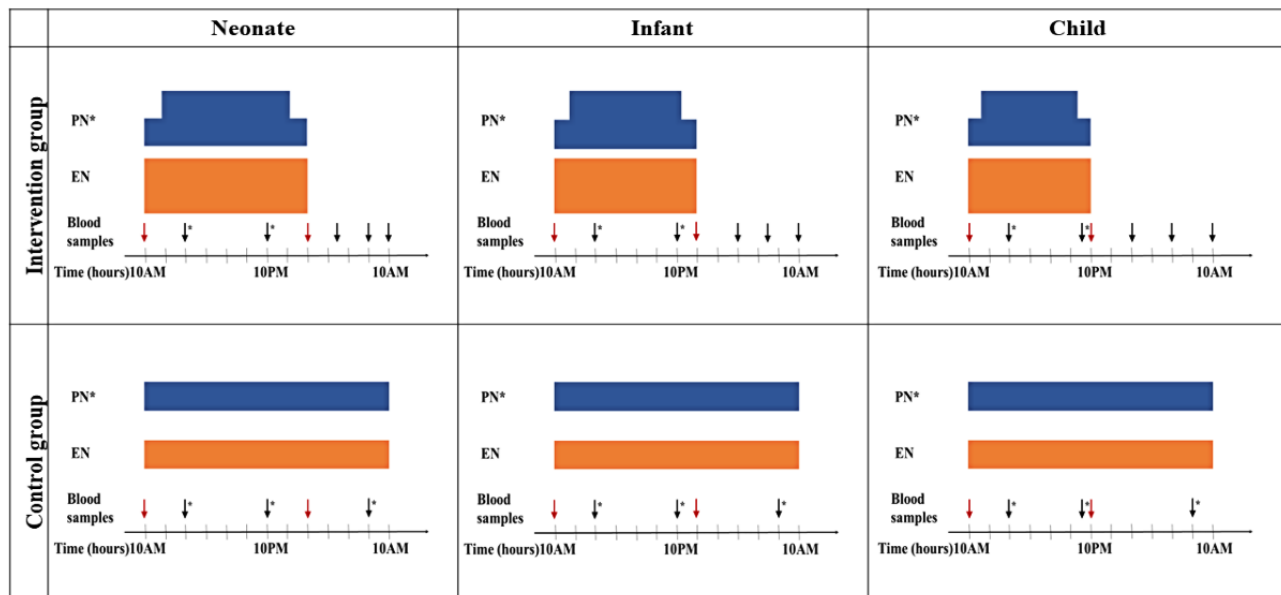 Neonate Infant Child
Intervention group
PN* PN* PN*
EN EN EN
Blood samples Blood samples Blood samples
* * * * * *
Time (hours) 10AM 10PM 10AM Time (hours) 10AM 10PM 10AM Time (hours) 10AM 10PM 10AM
Control group
PN* PN* PN*
EN EN EN
Blood samples Blood samples Blood samples
* * * * * * * * *
Time (hours) 10AM 10PM 10AM Time (hours) 10AM 10PM 10AM Time (hours) 10AM 10PM 10AM